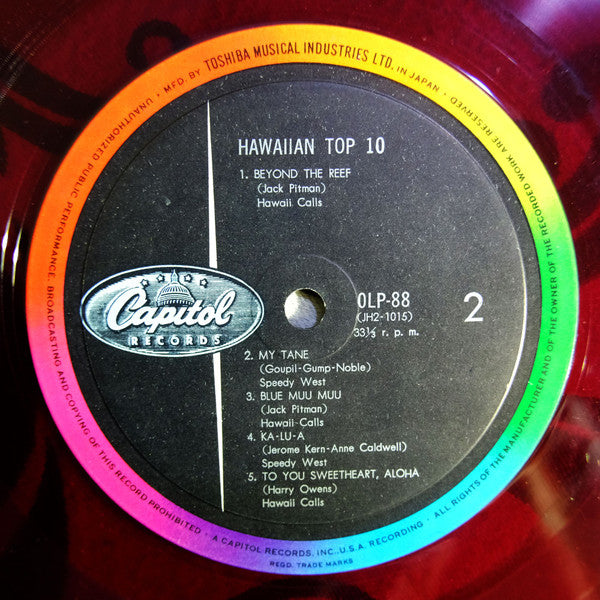 MFD. BY TOSHIBA MUSICAL INDUSTRIES LTD. IN JAPAN
• ALL RIGHTS OF THE MANUFACTURER AND OF THE OWNER OF THE RECORDED WORK ARE RESERVED
UNAUTHORIZED PUBLIC PERFORMANCE, BROADCASTING AND COPYING OF THIS RECORD PROHIBITED
• A CAPITOL RECORDS, INC., U.S.A. RECORDING •
REGD. TRADE MARKS
HAWAIIAN TOP 10
1. BEYOND THE REEF
(Jack Pitman)
Hawaii Calls
Capitol
RECORDS
OLP-88
(JH2-1015)
33⅓ r. p. m.
2
2. MY TANE
(Goupil-Gump-Noble)
Speedy West
3. BLUE MUU MUU
(Jack Pitman)
Hawaii-Calls
4. KA-LU-A
(Jerome Kern-Anne Caldwell)
Speedy West
5. TO YOU SWEETHEART, ALOHA
(Harry Owens)
Hawaii Calls